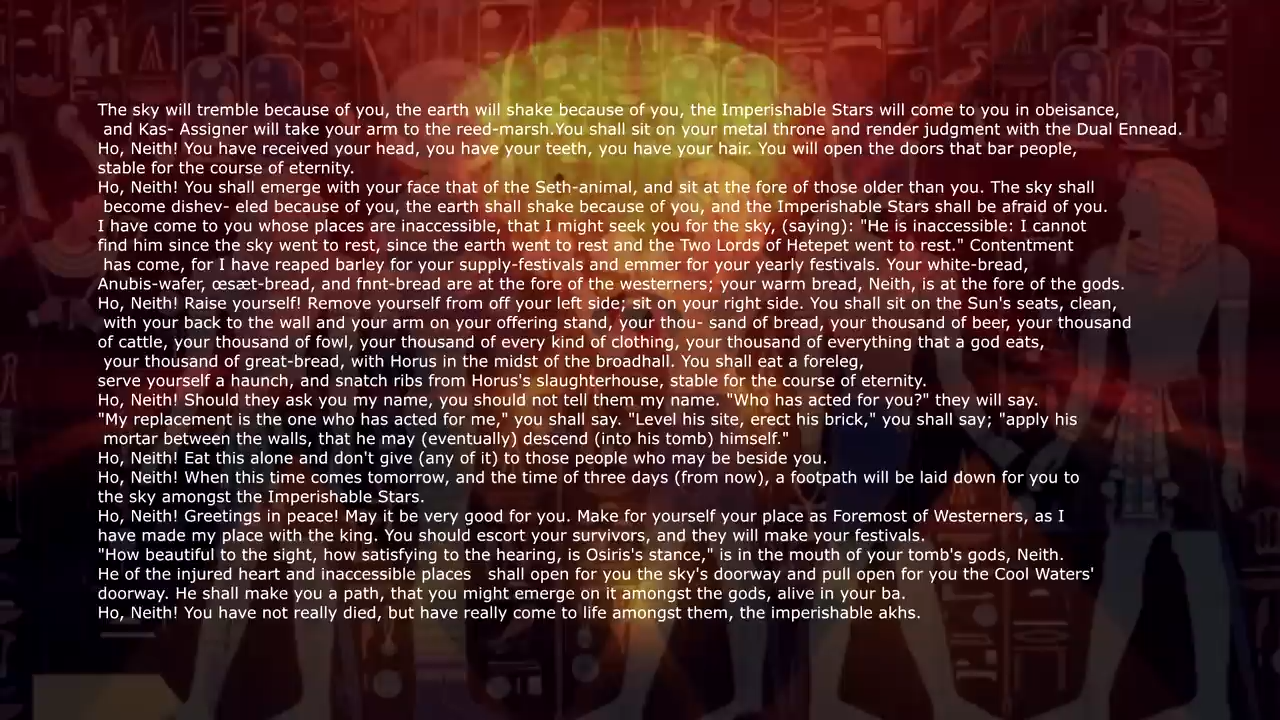 The sky will tremble because of you, the earth will shake because of you, the Imperishable Stars will come to you in obeisance,
and Kas- Assigner will take your arm to the reed-marsh.You shall sit on your metal throne and render judgment with the Dual Ennead.
Ho, Neith! You have received your head, you have your teeth, you have your hair. You will open the doors that bar people,
stable for the course of eternity.
Ho, Neith! You shall emerge with your face that of the Seth-animal, and sit at the fore of those older than you. The sky shall
become dishev- eled because of you, the earth shall shake because of you, and the Imperishable Stars shall be afraid of you.
I have come to you whose places are inaccessible, that I might seek you for the sky, (saying): "He is inaccessible: I cannot
find him since the sky went to rest, since the earth went to rest and the Two Lords of Hetepet went to rest." Contentment
has come, for I have reaped barley for your supply-festivals and emmer for your yearly festivals. Your white-bread,
Anubis-wafer, œsæt-bread, and fnnt-bread are at the fore of the westerners; your warm bread, Neith, is at the fore of the gods.
Ho, Neith! Raise yourself! Remove yourself from off your left side; sit on your right side. You shall sit on the Sun's seats, clean,
with your back to the wall and your arm on your offering stand, your thou- sand of bread, your thousand of beer, your thousand
of cattle, your thousand of fowl, your thousand of every kind of clothing, your thousand of everything that a god eats,
your thousand of great-bread, with Horus in the midst of the broadhall. You shall eat a foreleg,
serve yourself a haunch, and snatch ribs from Horus's slaughterhouse, stable for the course of eternity.
Ho, Neith! Should they ask you my name, you should not tell them my name. "Who has acted for you?" they will say.
"My replacement is the one who has acted for me," you shall say. "Level his site, erect his brick," you shall say; "apply his
mortar between the walls, that he may (eventually) descend (into his tomb) himself."
Ho, Neith! Eat this alone and don't give (any of it) to those people who may be beside you.
Ho, Neith! When this time comes tomorrow, and the time of three days (from now), a footpath will be laid down for you to
the sky amongst the Imperishable Stars.
Ho, Neith! Greetings in peace! May it be very good for you. Make for yourself your place as Foremost of Westerners, as I
have made my place with the king. You should escort your survivors, and they will make your festivals.
"How beautiful to the sight, how satisfying to the hearing, is Osiris's stance," is in the mouth of your tomb's gods, Neith.
He of the injured heart and inaccessible places shall open for you the sky's doorway and pull open for you the Cool Waters'
doorway. He shall make you a path, that you might emerge on it amongst the gods, alive in your ba.
Ho, Neith! You have not really died, but have really come to life amongst them, the imperishable akhs.